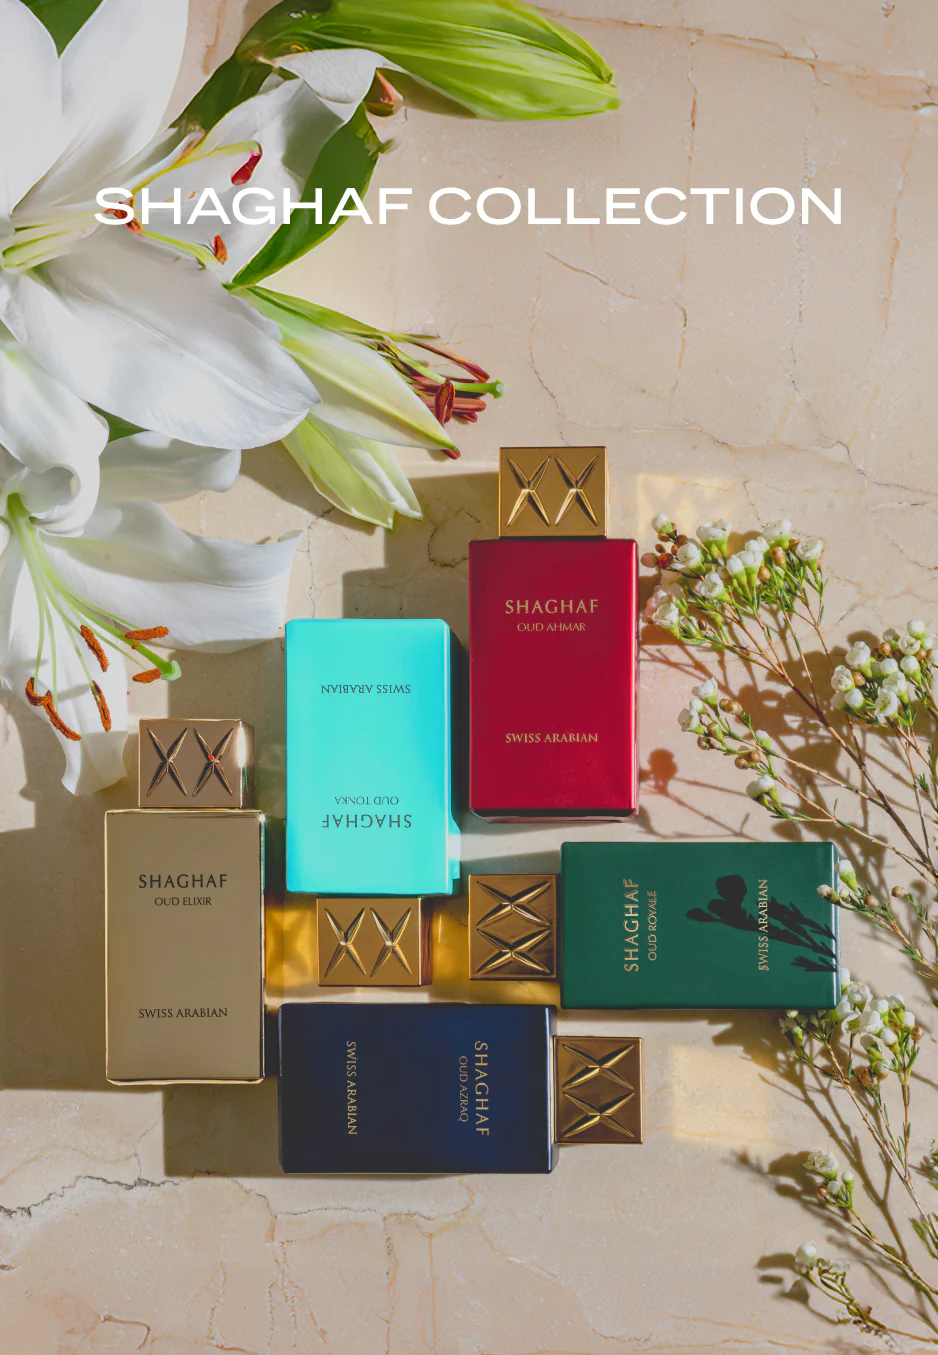 SHAGHAF COLLECTION
SHAGHAF
OUD AHMAR
SWISS ARABIAN
SHAGHAF
OUD TONKA
SWISS ARABIAN
SHAGHAF
OUD ELIXIR
SWISS ARABIAN
SHAGHAF
OUD ROYALE
SWISS ARABIAN
SHAGHAF
OUD AZRAQ
SWISS ARABIAN